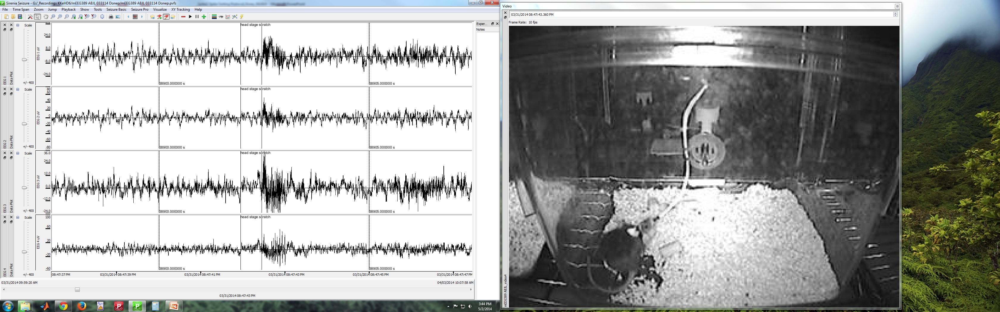 Sirenia Seizure - G:/_Recordings KKeHD6/mEEG389 ABJL 033114 Donep/mEEG389 ABJL 033114 Donep.pvfs
File Time Span Zoom Jump Playback Show Tools Seizure Basic Seizure Pro Visualize XY Tracking Help
Scale
+/- 400
EEG 1
Data Plot
EEG 1 uV
24.0
8.0
-8.0
-24.0
head stage scratch
38900.000000 s
38905.000000 s
Scale
+/- 400
EEG 2
Data Plot
EEG 2 uV
80
60
40
20
0
-20
-40
-60
-80
head stage scratch
38900.000000 s
38905.000000 s
Scale
+/- 400
EEG 3
Data Plot
EEG 3 uV
36.0
24.0
12.0
0.0
-12.0
-24.0
head stage scratch
38900.000000 s
38905.000000 s
Scale
+/- 400
EEG 4
Data Plot
EEG 4 uV
100
60
20
-20
-60
head stage scratch
38900.000000 s
38905.000000 s
08:47:37 PM 03/31/2014 08:47:39 PM 03/31/2014 08:47:41 PM 03/31/2014 08:47:43 PM 03/31/2014 08:47:45 PM 03/31/2014 08:47:47 PM
03/31/2014 09:59:20 AM 04/03/2014 10:07:58 AM
03/31/2014 08:47:43 PM
Exper...
Notes
Video
03/31/2014 08:47:43.360 PM
Frame Rate: 10 fps
mEEG389 ABJL_video4
3:44 PM
5/2/2014